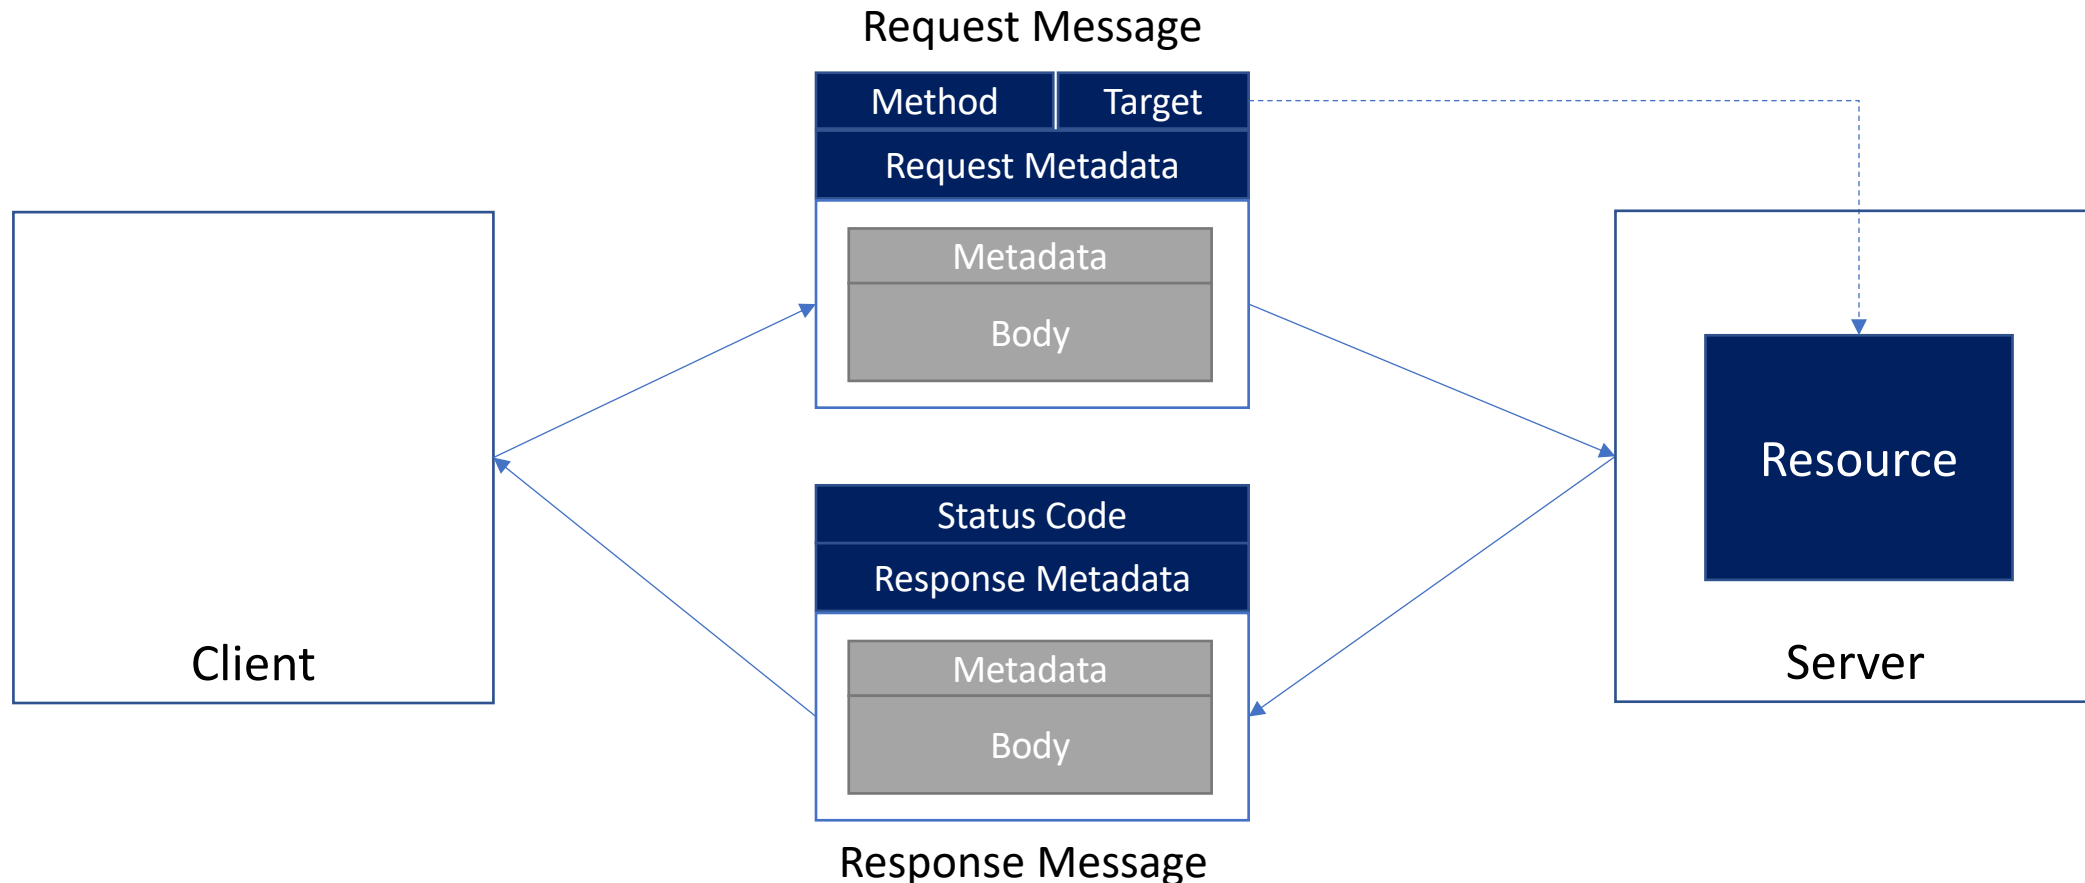 Request Message
Method
Target
Request Metadata
Metadata
Body
Client
Resource
Server
Status Code
Response Metadata
Metadata
Body
Response Message